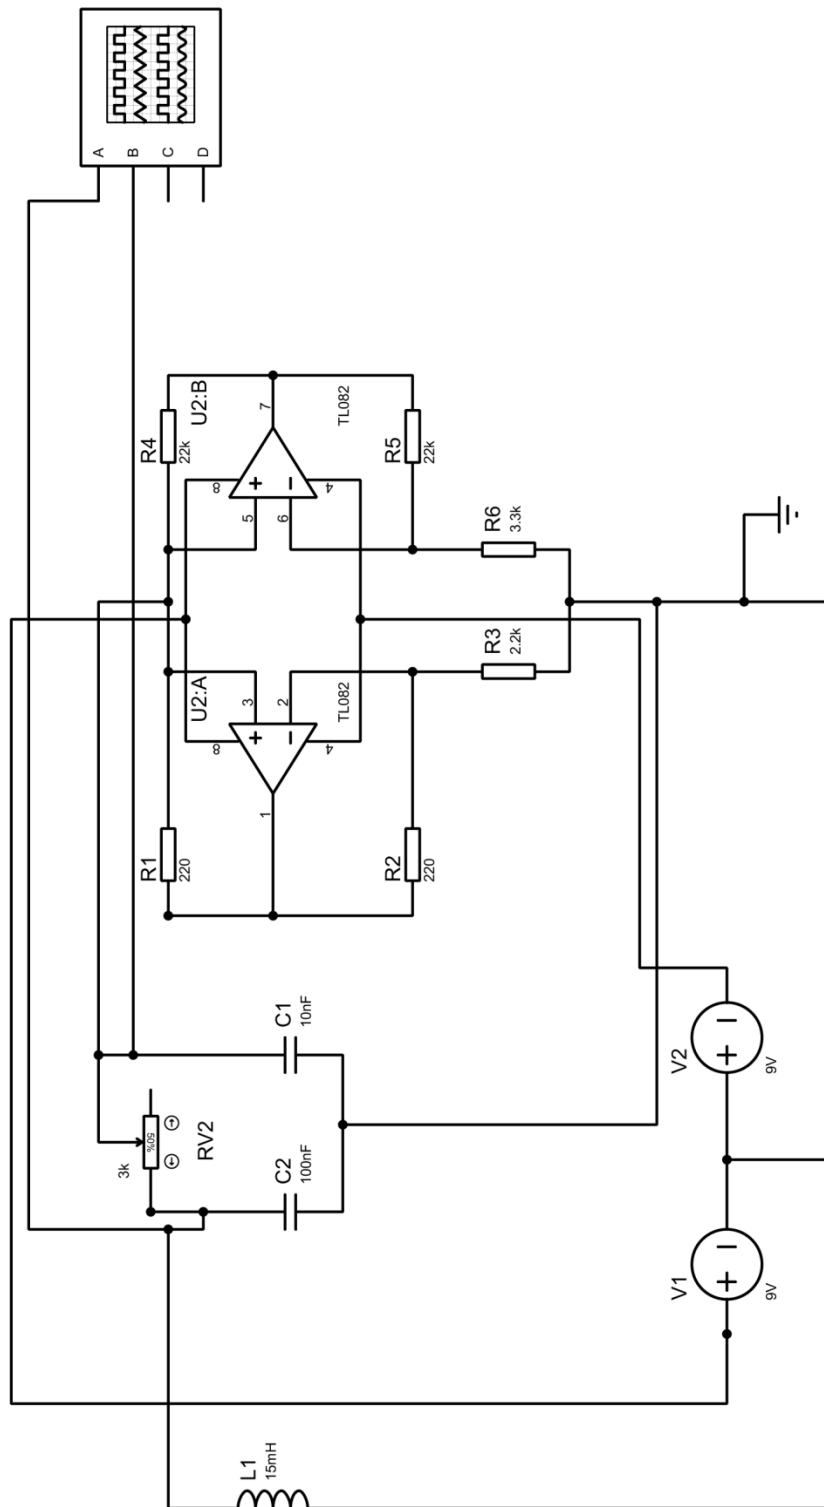 A
B
C
D
R4
22k
U2:B
8
5
6
4
7
TL082
R5
22k
R6
3.3k
U2:A
8
3
2
4
1
TL082
R3
2.2k
R1
220
R2
220
C1
10nF
RV2
50%
3k
C2
100nF
V2
9V
V1
9V
L1
15mH